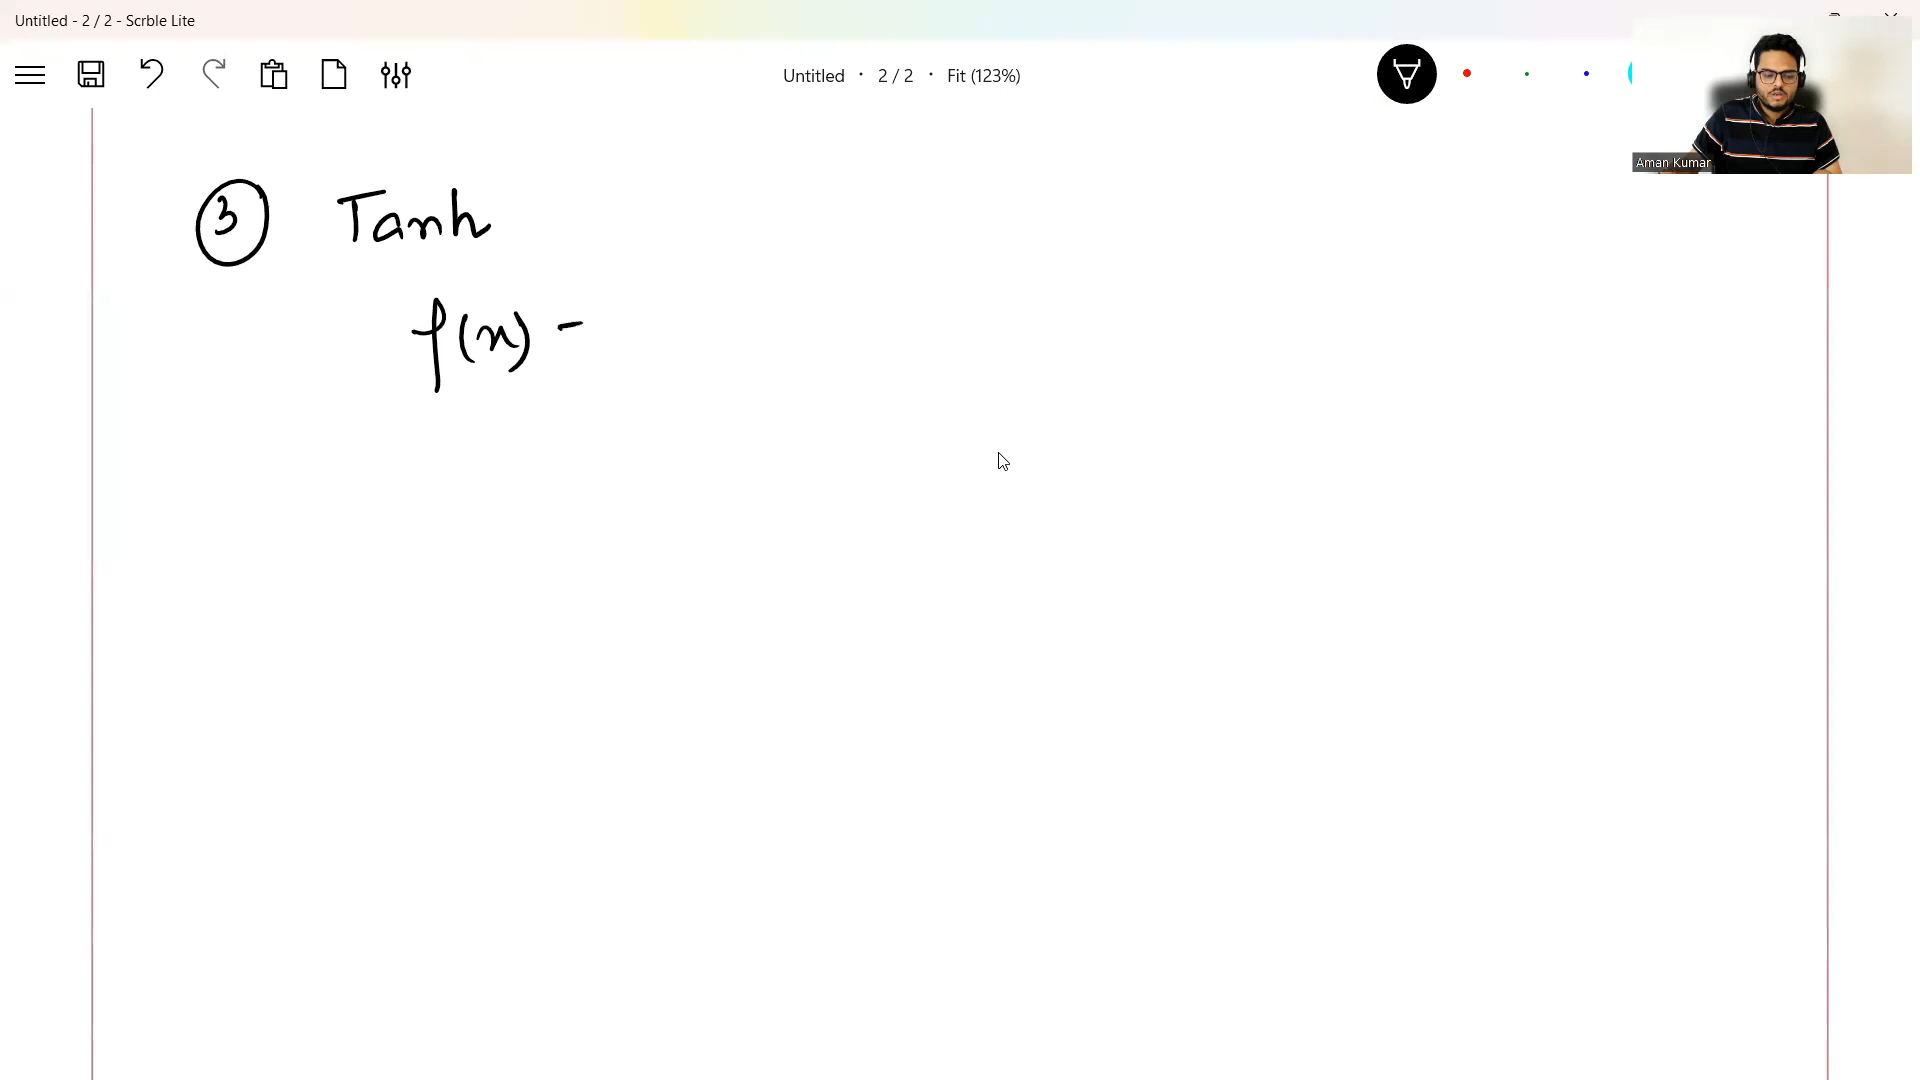 Untitled - 2 / 2 - Scrble Lite
Untitled • 2 / 2 • Fit (123%)
Aman Kumar
3 Tanh
f(x) -